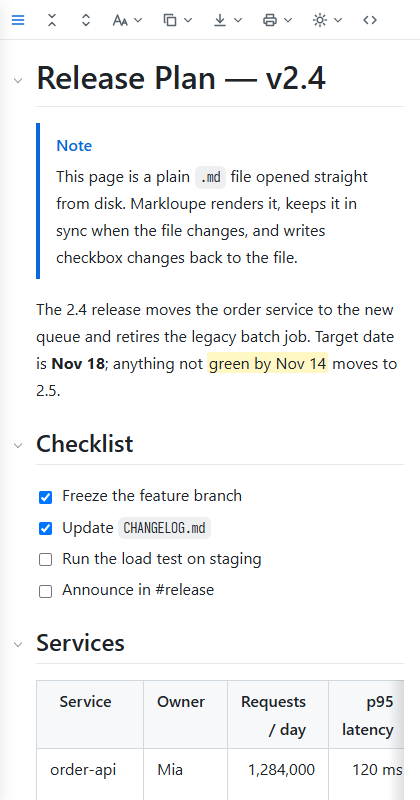 AA
Release Plan — v2.4
Note
This page is a plain .md file opened straight
from disk. Markloupe renders it, keeps it in
sync when the file changes, and writes
checkbox changes back to the file.
The 2.4 release moves the order service to the new
queue and retires the legacy batch job. Target date
is Nov 18; anything not green by Nov 14 moves to
2.5.
Checklist
Freeze the feature branch
Update CHANGELOG.md
Run the load test on staging
Announce in #release
Services
Service Owner Requests / day p95 latency
order-api Mia 1,284,000 120 ms